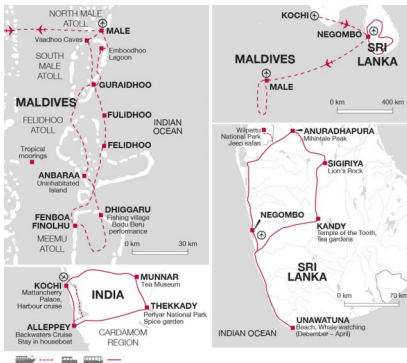 NORTH MALE
ATOLL
MALE
Vaadhoo Caves
Emboodhoo
Lagoon
SOUTH
MALE
ATOLL
GURAIDHOO
MALDIVES
FULIDHOO
FELIDHOO
ATOLL
INDIAN
OCEAN
FELIDHOO
Tropical
moorings
ANBARAA
Uninhabited
Island
DHIGGARU
Fishing village
Bodu Beru
performance
FENBOA
FINOLHU
MEEMU ATOLL
0 km 30 km
KOCHI
NEGOMBO
SRI
LANKA
MALDIVES
MALE
0 km 400 km
Wilpattu
National Park
Jeep safari
ANURADHAPURA
Mihintale Peak
SIGIRIYA
Lion's Rock
NEGOMBO
KANDY
Temple of the Tooth,
Tea gardens
SRI
LANKA
0 km 70 km
UNAWATUNA
Beach, Whale watching
(December – April)
INDIAN OCEAN
KOCHI
Mattancherry
Palace,
Harbour cruise
MUNNAR
Tea Museum
INDIA
THEKKADY
Periyar National Park
Spice garden
ALLEPPEY
Backwaters Cruise
Stay in houseboat
CARDAMOM
REGION